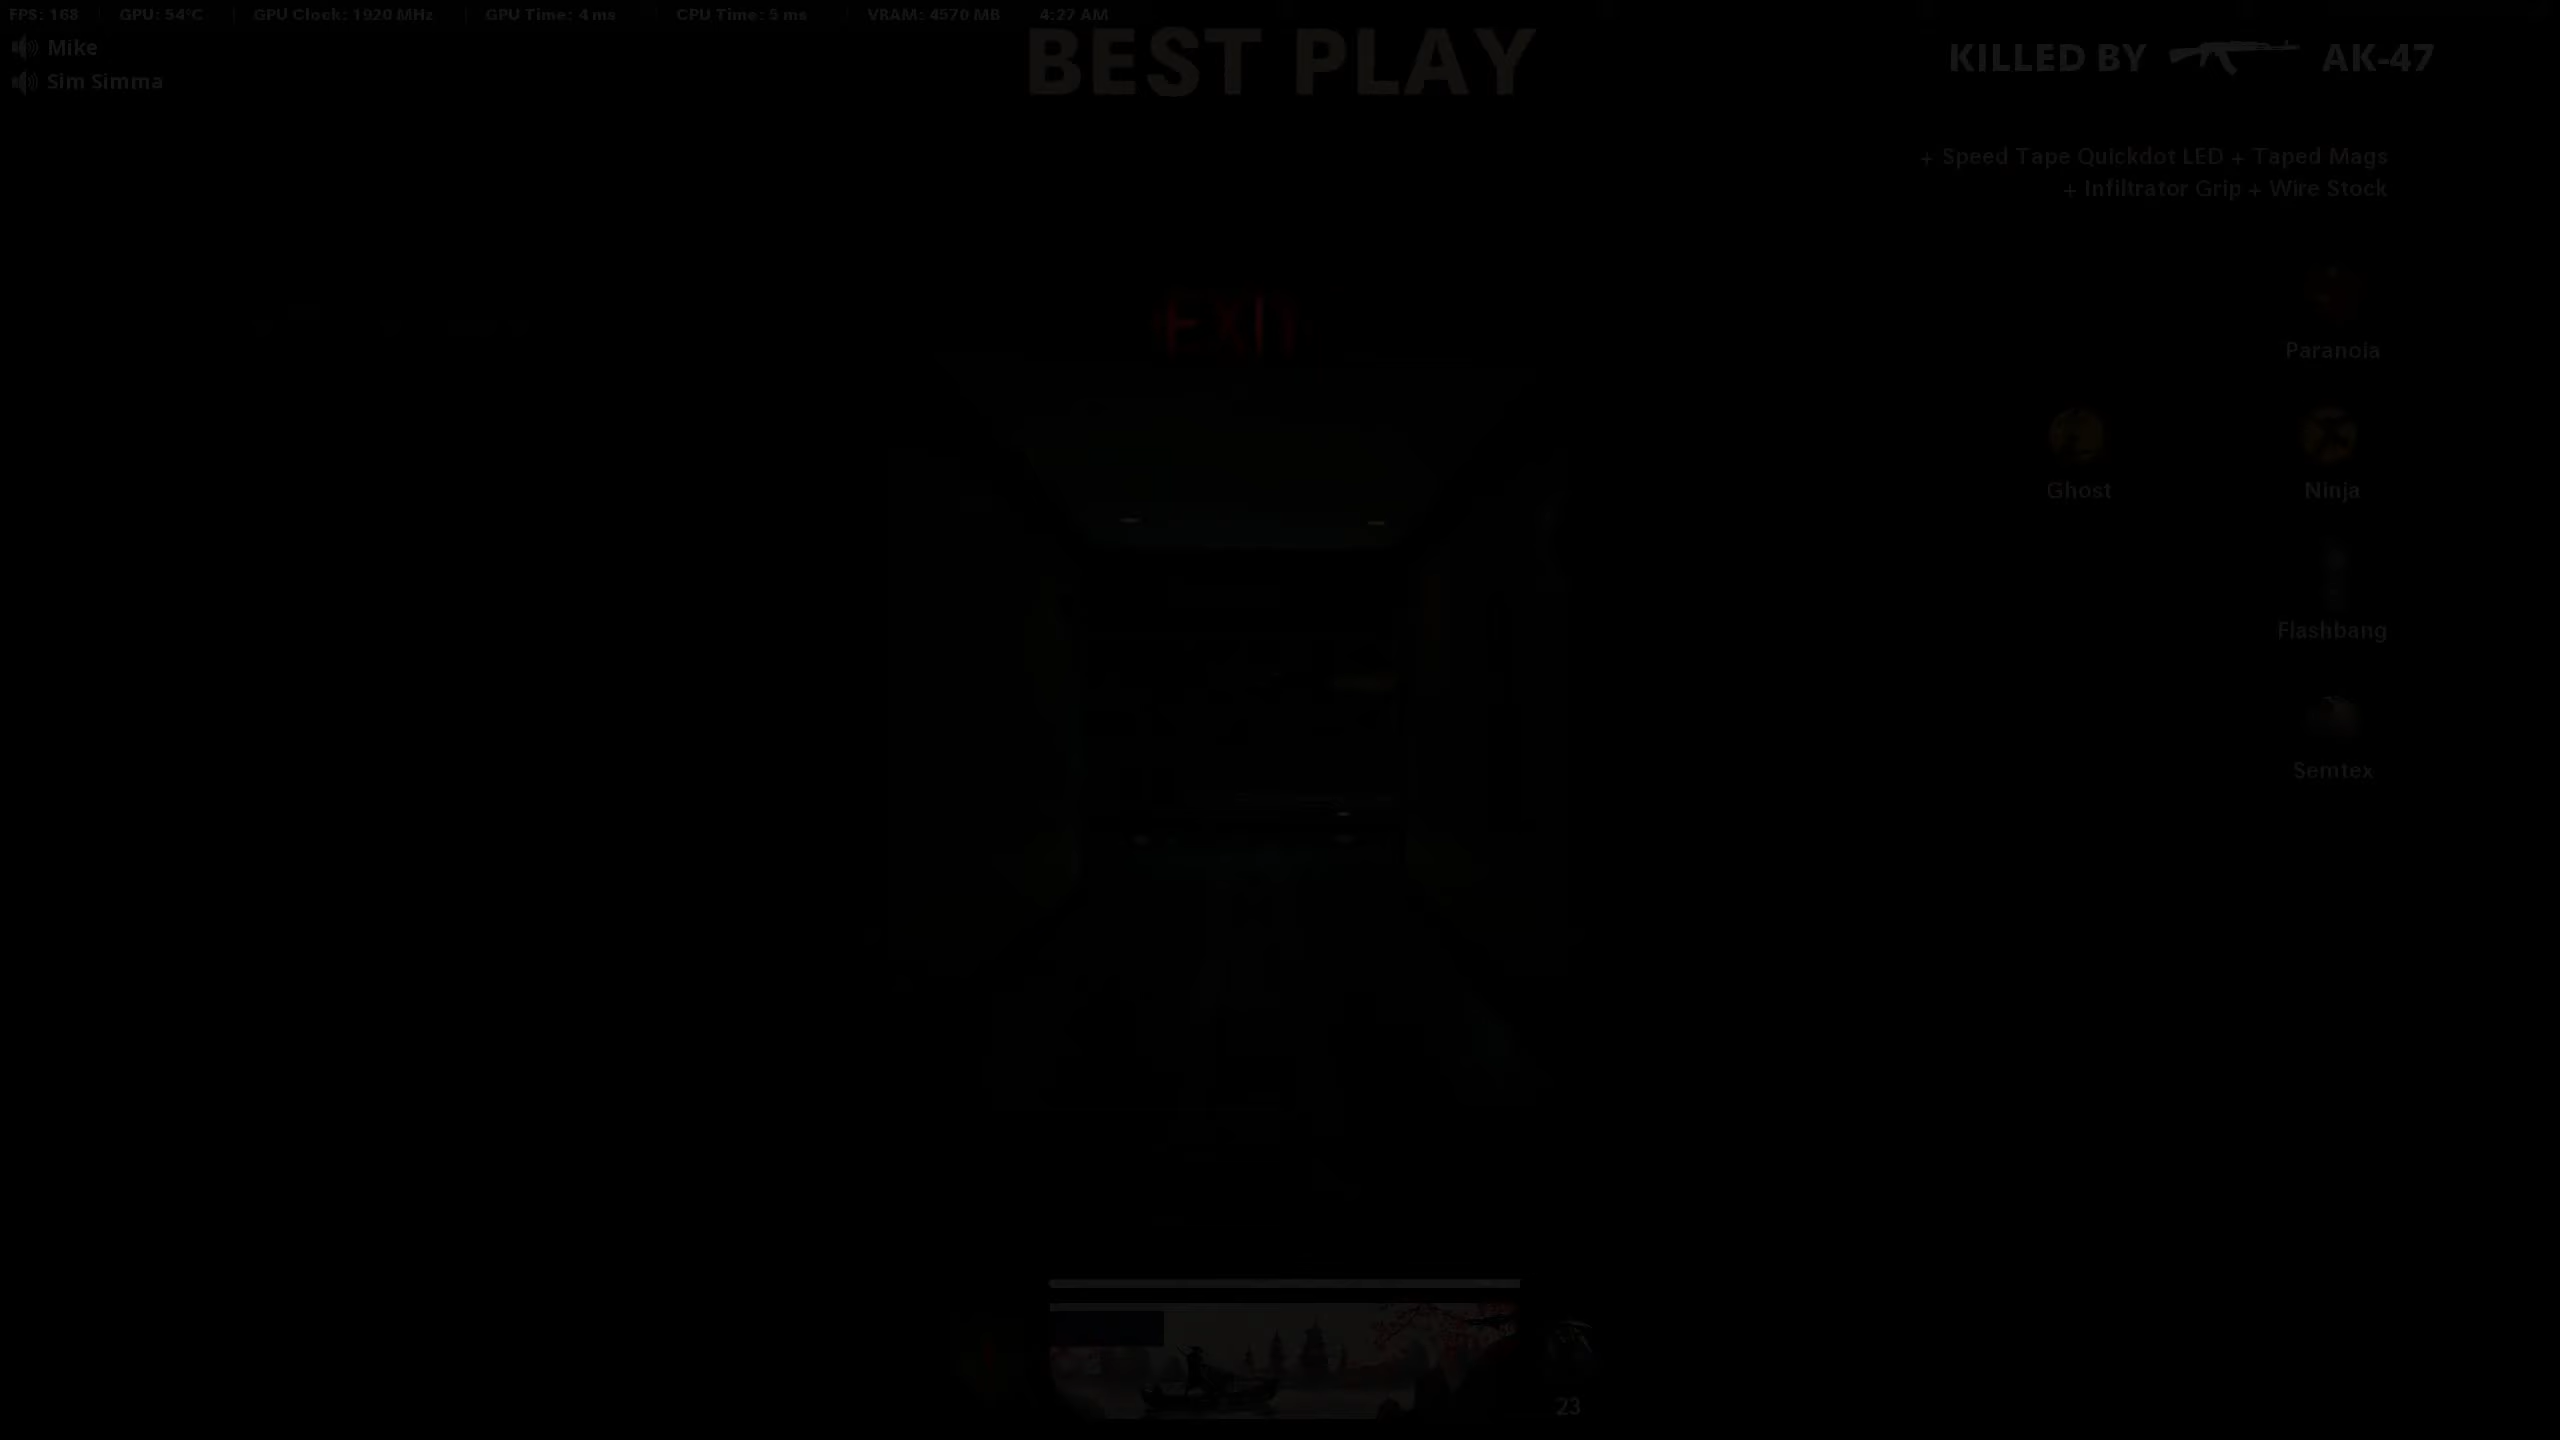 FPS: 168 GPU: 54°C GPU Clock: 1920 MHz GPU Time: 4 ms CPU Time: 5 ms VRAM: 4570 MB 4:27 AM
Mike
Sim Simma
BEST PLAY
KILLED BY AK-47
+ Speed Tape Quickdot LED + Taped Mags
+ Infiltrator Grip + Wire Stock
EXIT
Paranoia
Ghost Ninja
Flashbang
Semtex
23